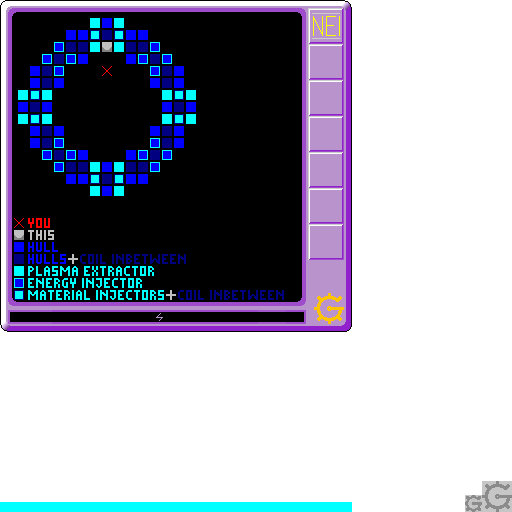 NEI
YOU
THIS
HULL
HULLS+COIL INBETWEEN
PLASMA EXTRACTOR
ENERGY INJECTOR
MATERIAL INJECTORS+COIL INBETWEEN
G
G G